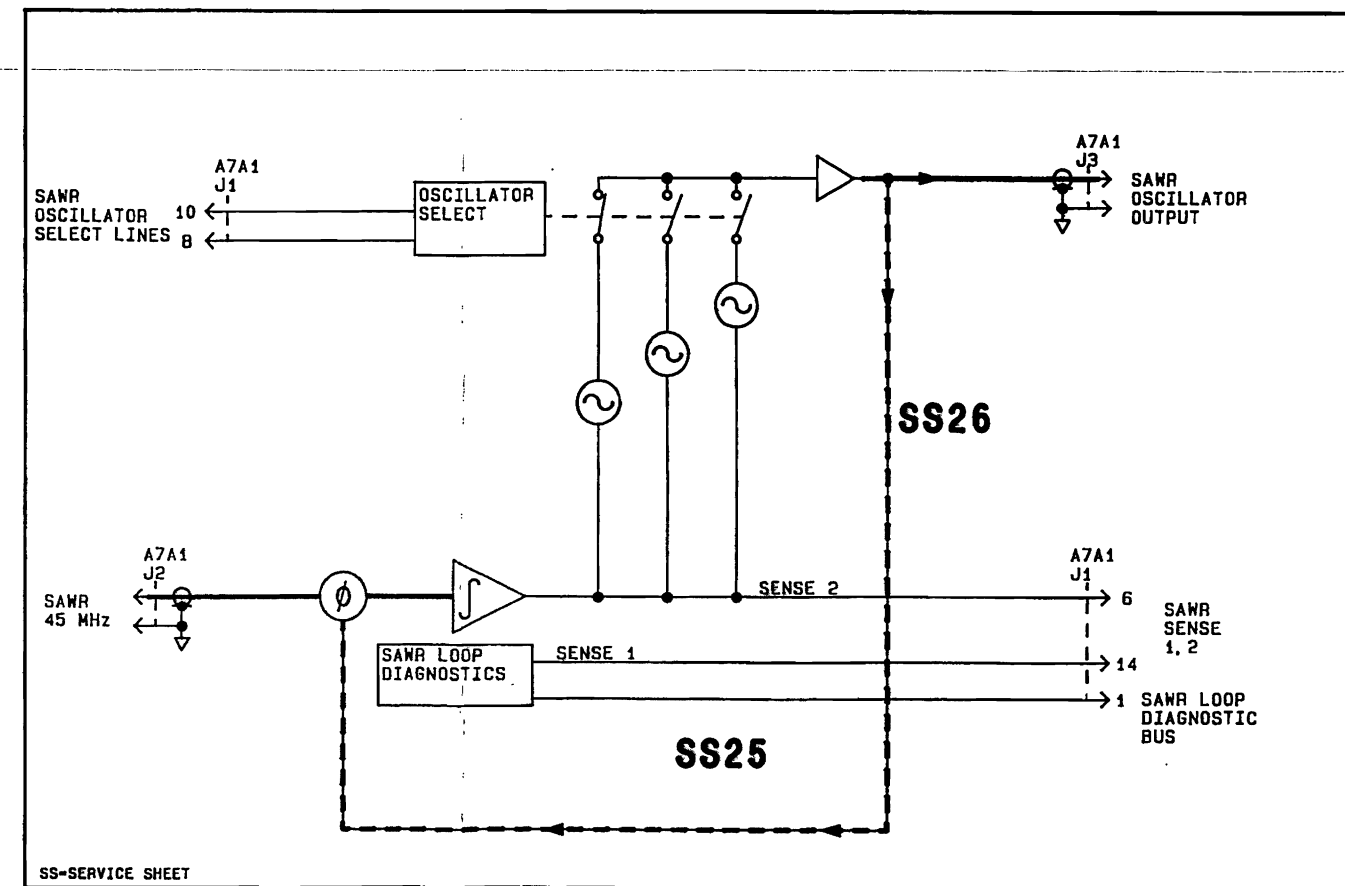 A7A1
J1
SAWR
OSCILLATOR
SELECT LINES
10
8
OSCILLATOR
SELECT
A7A1
J3
SAWR
OSCILLATOR
OUTPUT
SS26
A7A1
J2
SAWR
45 MHz
ϕ
∫
SENSE 2
A7A1
J1
6
SAWR
SENSE
1, 2
SAWR LOOP
DIAGNOSTICS
SENSE 1
14
1
SAWR LOOP
DIAGNOSTIC
BUS
SS25
SS=SERVICE SHEET